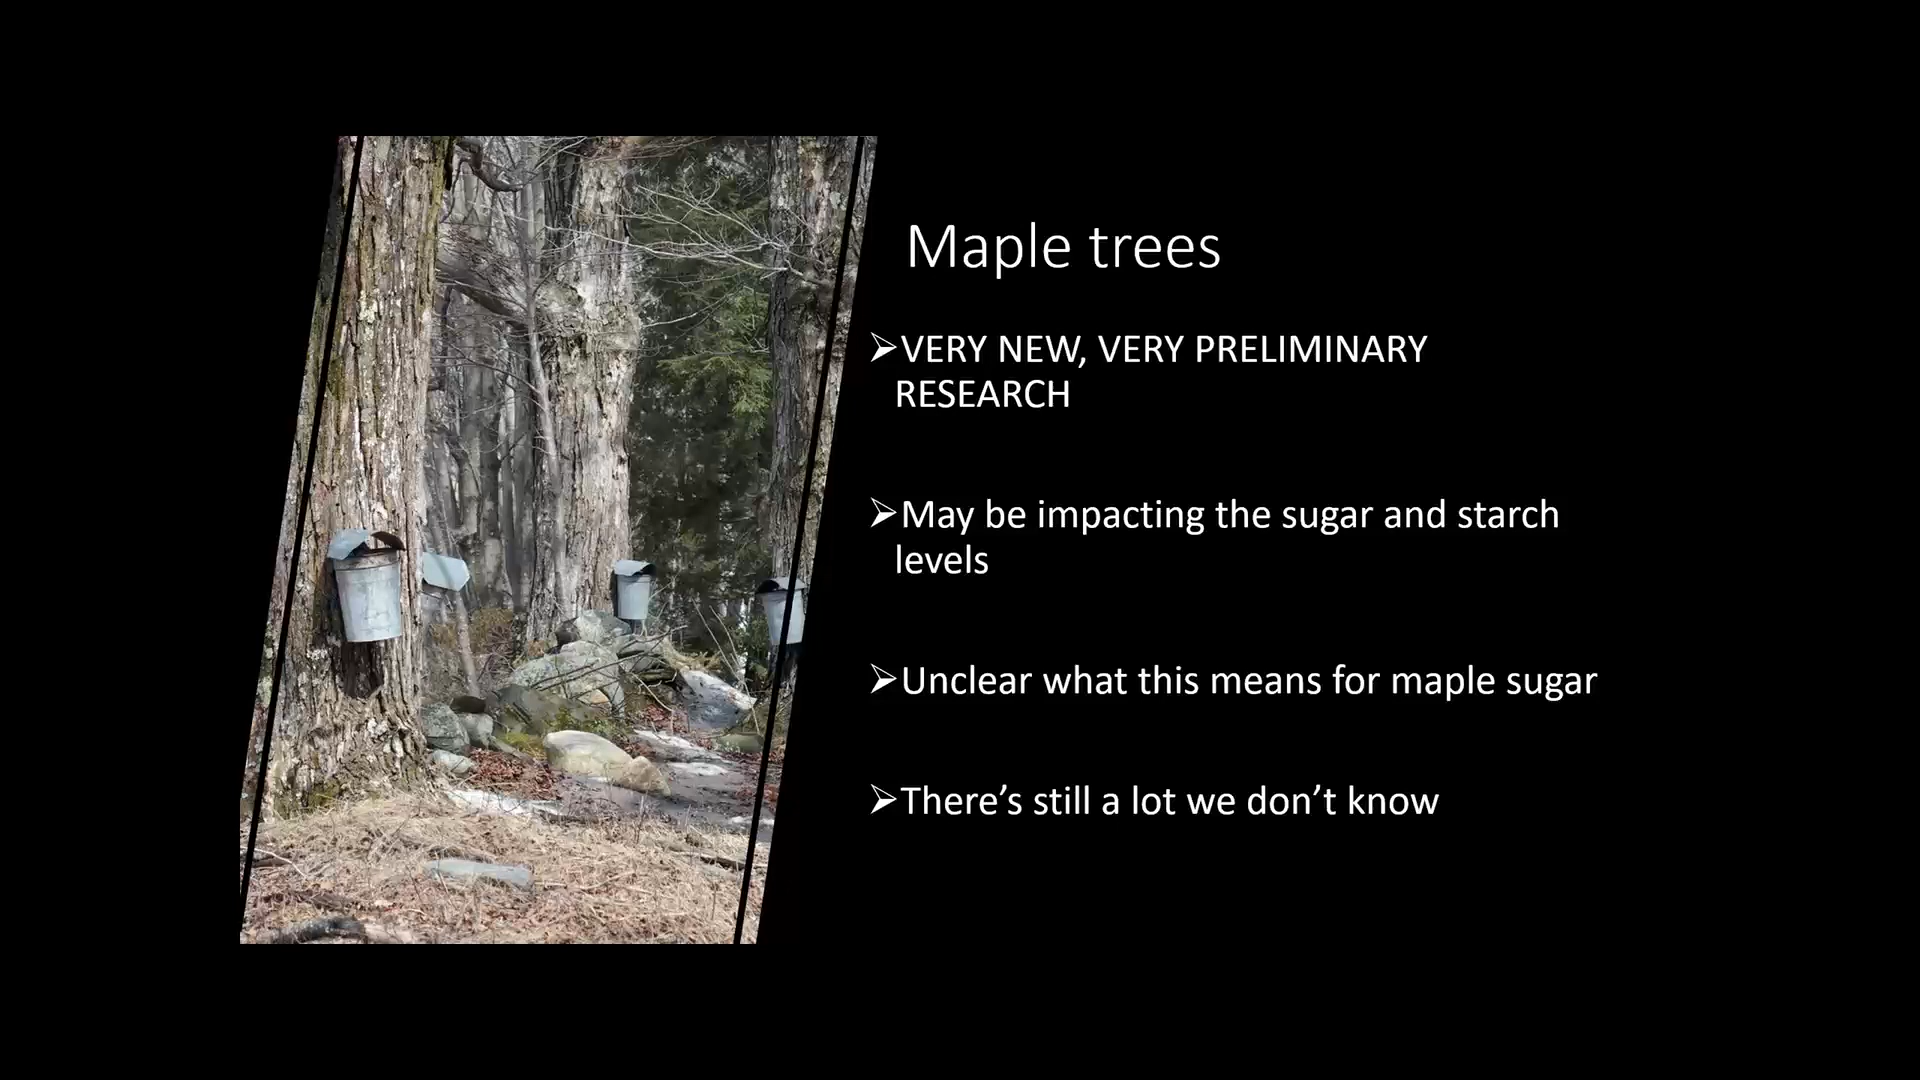 Maple trees
➢VERY NEW, VERY PRELIMINARY
RESEARCH
➢May be impacting the sugar and starch
levels
➢Unclear what this means for maple sugar
➢There’s still a lot we don’t know